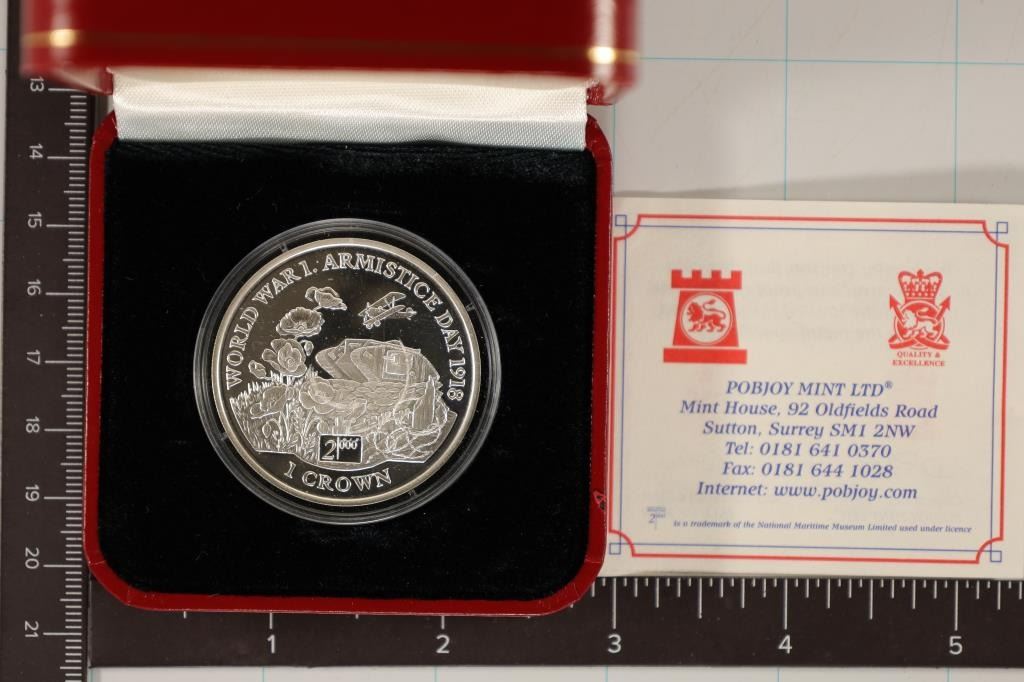 WORLD WAR I. ARMISTICE DAY 1918
2000
1 CROWN
QUALITY &
EXCELLENCE
POBJOY MINT LTD®
Mint House, 92 Oldfields Road
Sutton, Surrey SM1 2NW
Tel: 0181 641 0370
Fax: 0181 644 1028
Internet: www.pobjoy.com
2000 is a trademark of the National Maritime Museum Limited used under licence
13
14
15
16
17
18
19
20
21
1 2 3 4 5